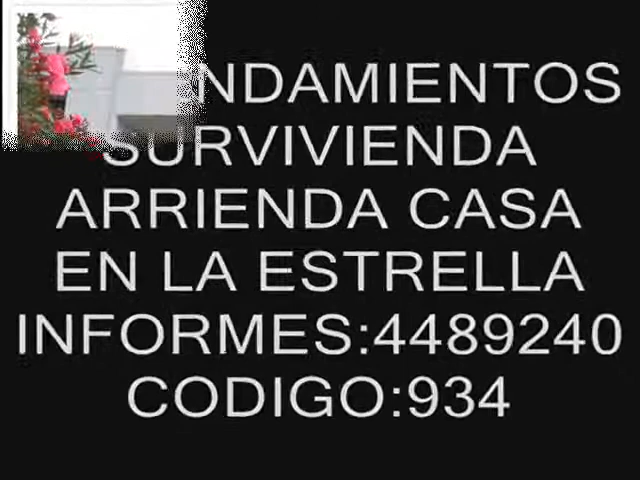 NDAMIENTOS
SURVIVIENDA
ARRIENDA CASA
EN LA ESTRELLA
INFORMES:4489240
CODIGO:934